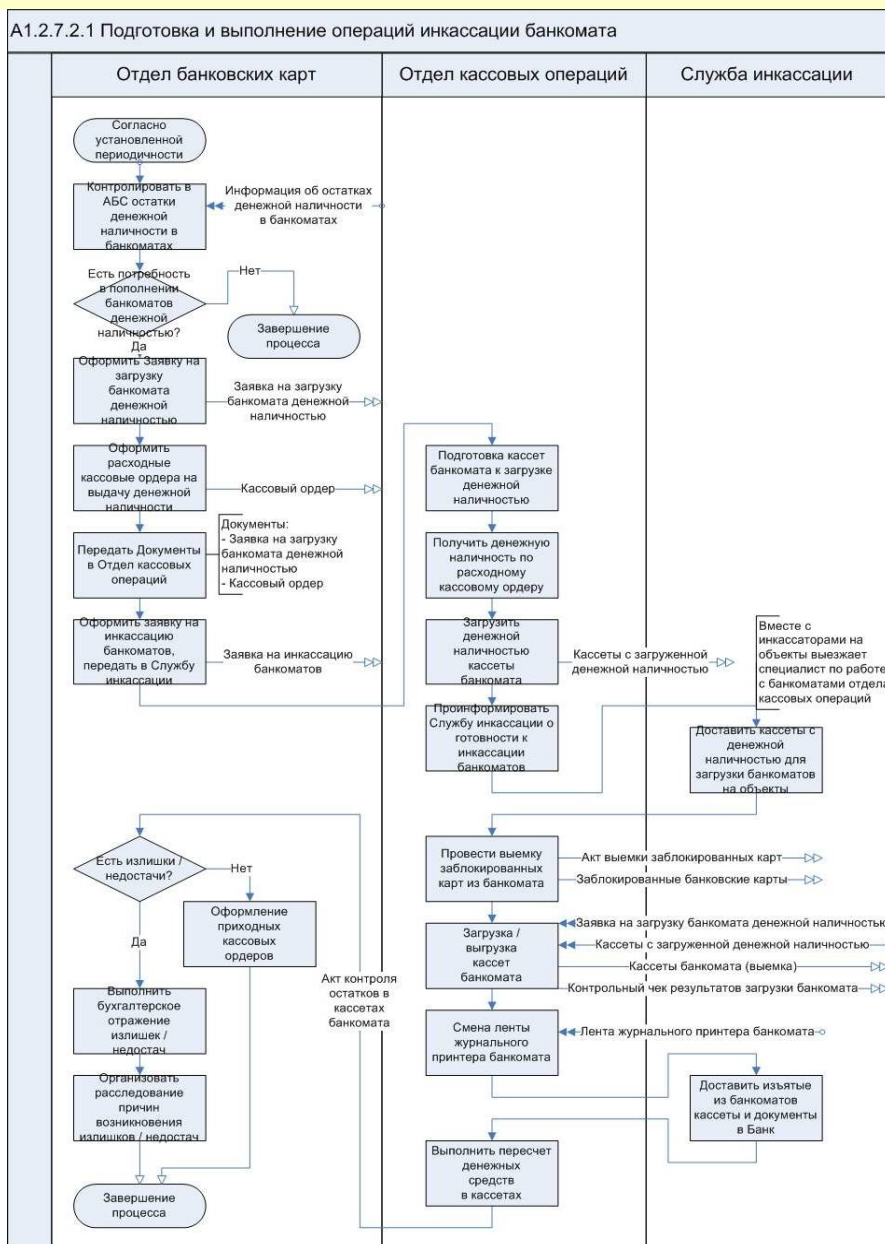 А1.2.7.2.1 Подготовка и выполнение операций инкассации банкомата
Отдел банковских карт
Отдел кассовых операций
Служба инкассации
Согласно
установленной
периодичности
Контролировать в
АБС остатки
денежной
наличности в
банкоматах
Информация об остатках
денежной наличности
в банкоматах
Есть потребность
в пополнении
банкоматов
денежной
наличностью?
Нет
Завершение
процесса
Да
Оформить Заявку на
загрузку
банкомата
денежной
наличностью
Заявка на загрузку
банкомата денежной
наличностью
Оформить
расходные
кассовые ордера на
выдачу денежной
наличности
Кассовый ордер
Передать Документы
в Отдел кассовых
операций
Документы:
- Заявка на загрузку
банкомата денежной
наличностью
- Кассовый ордер
Оформить заявку на
инкассацию
банкоматов,
передать в Службу
инкассации
Заявка на инкассацию
банкоматов
Подготовка кассет
банкомата к загрузке
денежной
наличностью
Получить денежную
наличность по
расходному
кассовому ордеру
Загрузить
денежной
наличностью
кассеты
банкомата
Кассеты с загруженной
денежной наличностью
Проинформировать
Службу инкассации о
готовности к
инкассации
банкоматов
Вместе с
инкассаторами на
объекты выезжает
специалист по работе
с банкоматами отдела
кассовых операций
Доставить кассеты с
денежной
наличностью для
загрузки банкоматов
на объекты
Провести выемку
заблокированных
карт из банкомата
Акт выемки заблокированных карт
Заблокированные банковские карты
Загрузка /
выгрузка
кассет
банкомата
Заявка на загрузку банкомата денежной наличностью
Кассеты с загруженной денежной наличностью
Кассеты банкомата (выемка)
Контрольный чек результатов загрузки банкомата
Смена ленты
журнального
принтера банкомата
Лента журнального принтера банкомата
Доставить изъятые
из банкоматов
кассеты и документы
в Банк
Выполнить пересчет
денежных
средств
в кассетах
Акт контроля
остатков в
кассетах
банкомата
Есть излишки /
недостачи?
Нет
Оформление
приходных
кассовых
ордеров
Да
Выполнить
бухгалтерское
отражение
излишек /
недостач
Организовать
расследование
причин
возникновения
излишков / недостач
Завершение
процесса